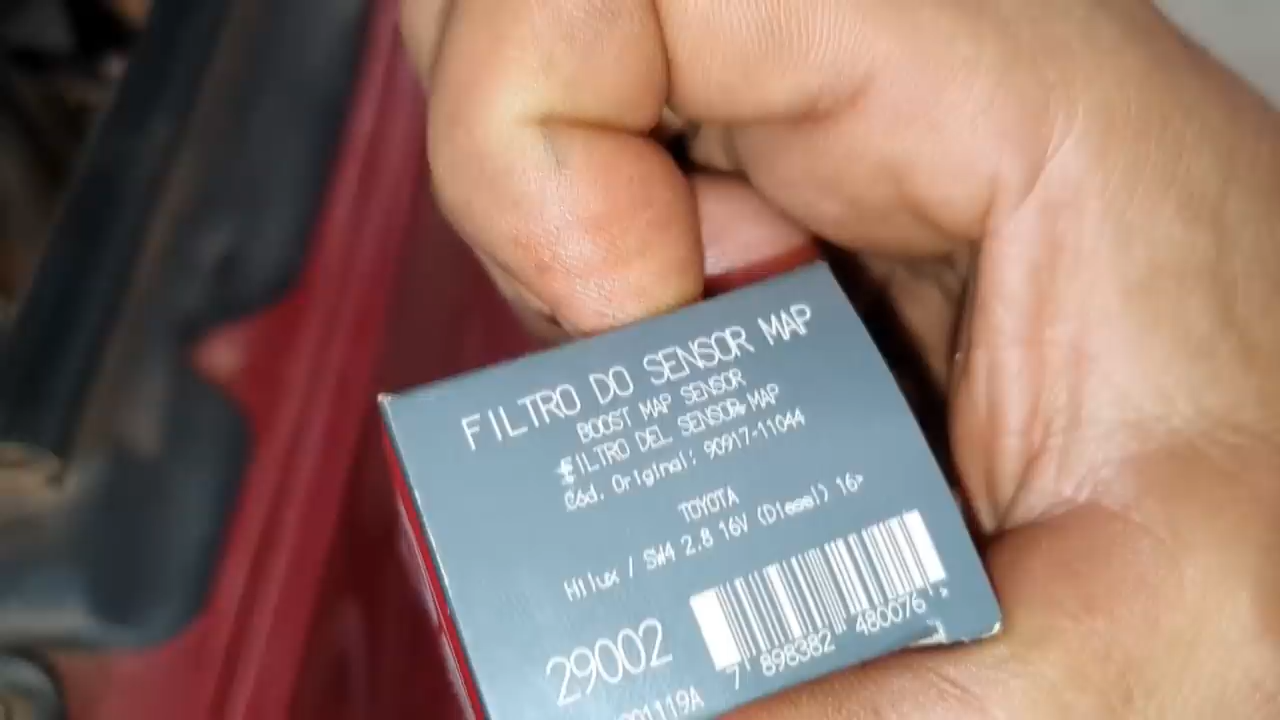 FILTRO DO SENSOR MAP
BOOST MAP SENSOR
FILTRO DEL SENSOR MAP
Cód. Original: 90917-11044
TOYOTA
Hilux / SW4 2.8 16V (Diesel) 16>
29002
7 898382 480076